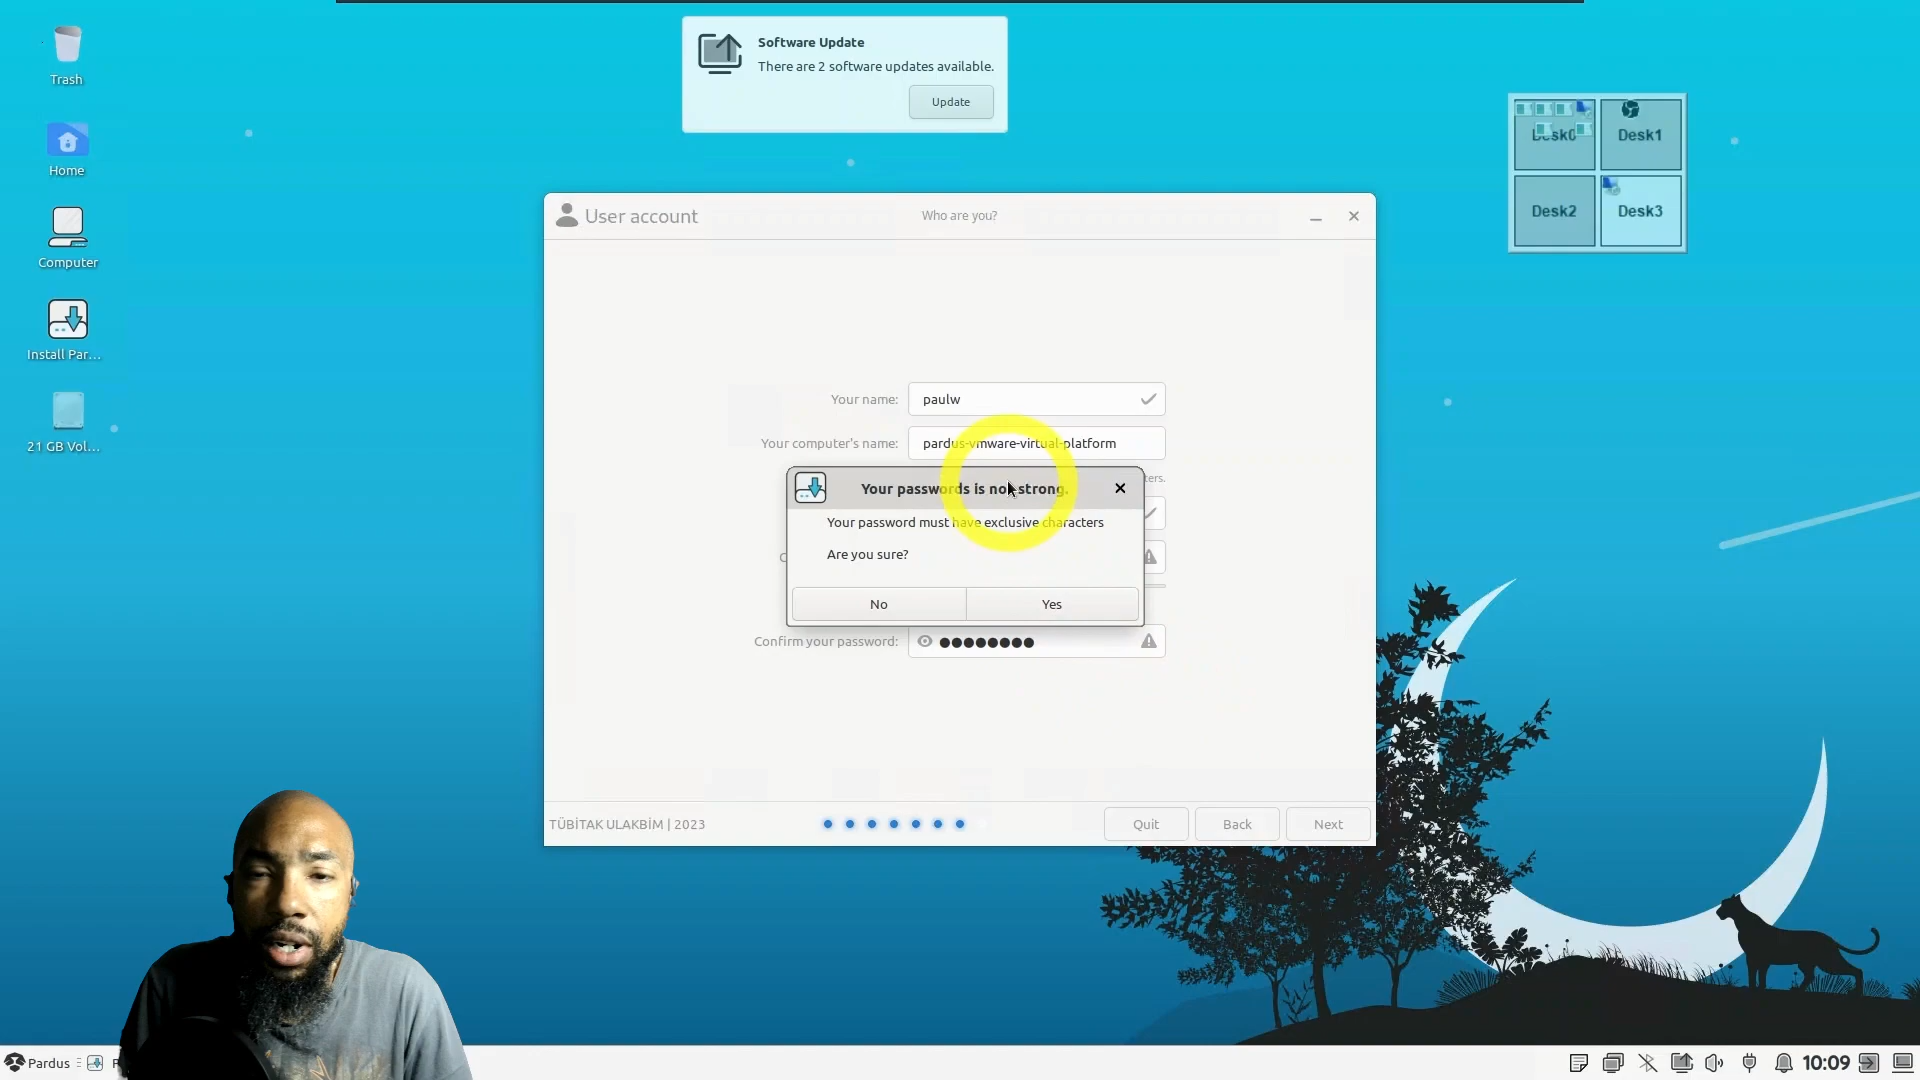 Trash
Home
Computer
Install Par...
21 GB Vol...
Software Update
There are 2 software updates available.
Update
Desk0
Desk1
Desk2
Desk3
User account
Who are you?
Your name:
paulw
Your computer's name:
pardus-vmware-virtual-platform
ters.
Your passwords is not strong.
Your password must have exclusive characters
Are you sure?
No
Yes
C
Confirm your password:
TÜBİTAK ULAKBİM | 2023
Quit
Back
Next
Pardus
10:09